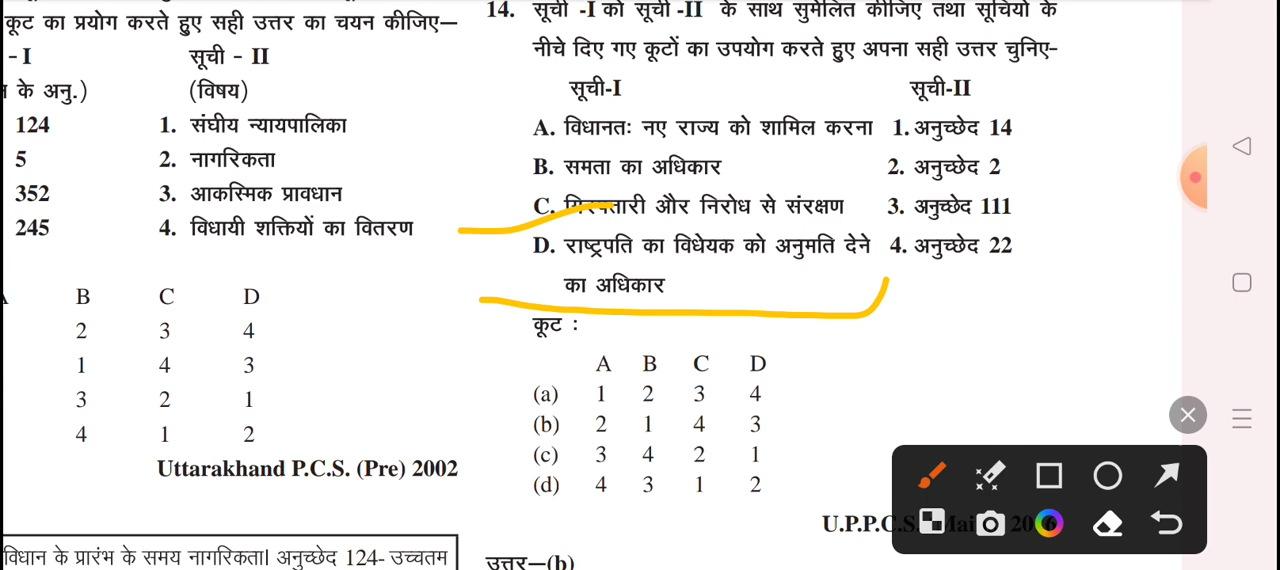 कूट का प्रयोग करते हुए सही उत्तर का चयन कीजिए–
- I सूची - II
के अनु.) (विषय)
124 1. संघीय न्यायपालिका
5 2. नागरिकता
352 3. आकस्मिक प्रावधान
245 4. विधायी शक्तियों का वितरण
B C D
2 3 4
1 4 3
3 2 1
4 1 2
Uttarakhand P.C.S. (Pre) 2002
विधान के प्रारंभ के समय नागरिकता। अनुच्छेद 124- उच्चतम
14. सूची -I को सूची -II के साथ सुमेलित कीजिए तथा सूचियों के
नीचे दिए गए कूटों का उपयोग करते हुए अपना सही उत्तर चुनिए-
सूची-I सूची-II
A. विधानतः नए राज्य को शामिल करना 1. अनुच्छेद 14
B. समता का अधिकार 2. अनुच्छेद 2
C. गिरफ्तारी और निरोध से संरक्षण 3. अनुच्छेद 111
D. राष्ट्रपति का विधेयक को अनुमति देने 4. अनुच्छेद 22
का अधिकार
कूट :
A B C D
(a) 1 2 3 4
(b) 2 1 4 3
(c) 3 4 2 1
(d) 4 3 1 2
U.P.P.C.S.
उत्तर–(b)